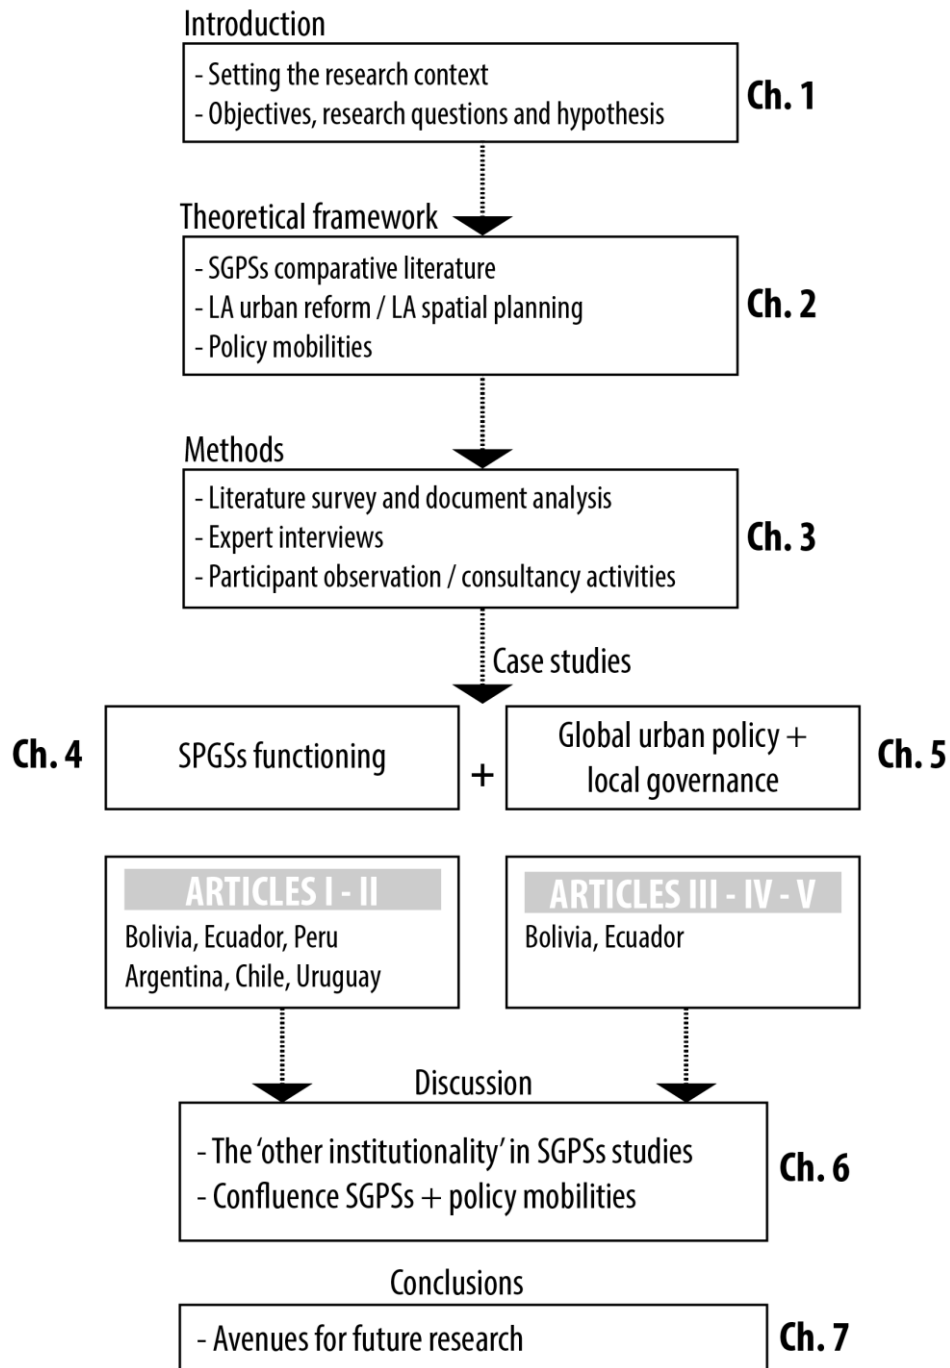 Introduction
- Setting the research context
- Objectives, research questions and hypothesis
Ch. 1
Theoretical framework
- SGPSs comparative literature
- LA urban reform / LA spatial planning
- Policy mobilities
Ch. 2
Methods
- Literature survey and document analysis
- Expert interviews
- Participant observation / consultancy activities
Ch. 3
Case studies
Ch. 4
SPGSs functioning
+
Global urban policy +
local governance
Ch. 5
ARTICLES I - II
Bolivia, Ecuador, Peru
Argentina, Chile, Uruguay
ARTICLES III - IV - V
Bolivia, Ecuador
Discussion
- The ‘other institutionality’ in SGPSs studies
- Confluence SGPSs + policy mobilities
Ch. 6
Conclusions
- Avenues for future research
Ch. 7